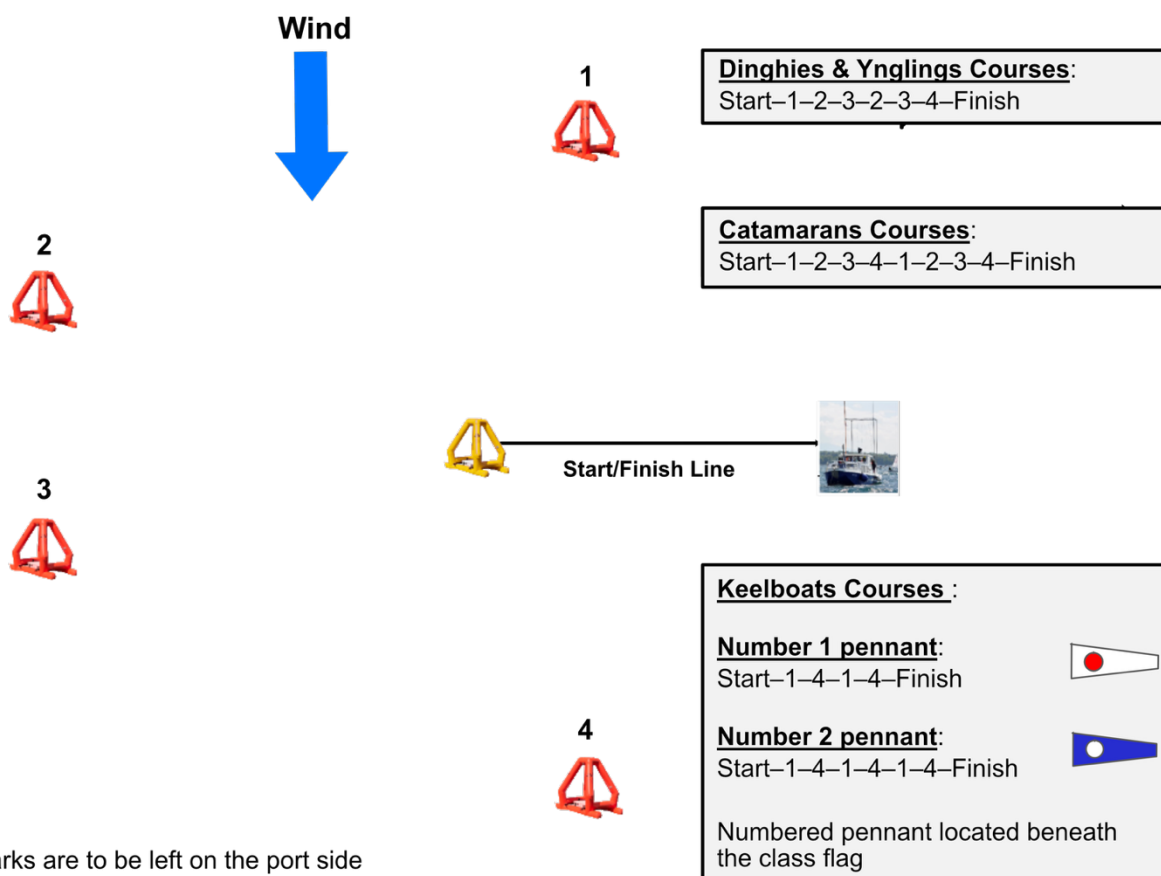 Wind
1
Dinghies & Ynglings Courses:
Start–1–2–3–2–3–4–Finish
2
Catamarans Courses:
Start–1–2–3–4–1–2–3–4–Finish
Start/Finish Line
3
Keelboats Courses :
Number 1 pennant:
Start–1–4–1–4–Finish
4
Number 2 pennant:
Start–1–4–1–4–1–4–Finish
Numbered pennant located beneath
the class flag
arks are to be left on the port side